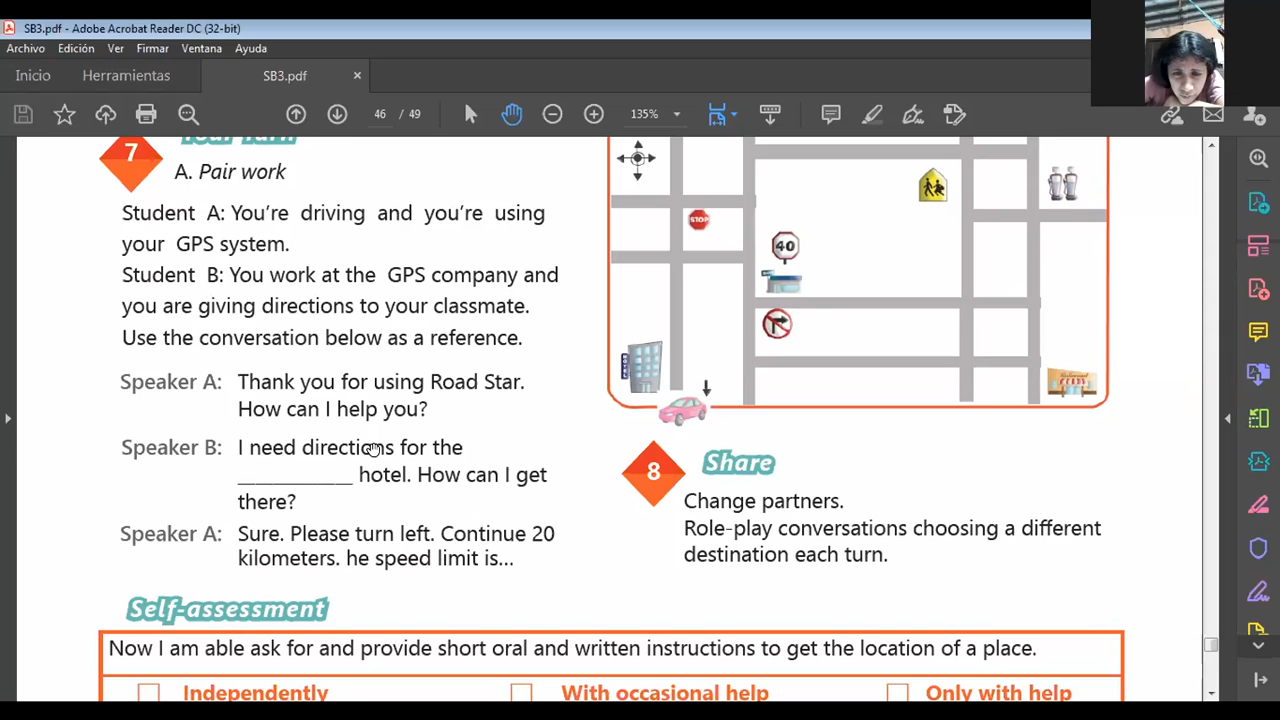 SB3.pdf - Adobe Acrobat Reader DC (32-bit)
Archivo Edición Ver Firmar Ventana Ayuda
Inicio Herramientas SB3.pdf ×
46 / 49 135%
7 Your Turn
A. Pair work
Student A: You're driving and you're using
your GPS system.
Student B: You work at the GPS company and
you are giving directions to your classmate.
Use the conversation below as a reference.
Speaker A: Thank you for using Road Star.
How can I help you?
Speaker B: I need directions for the
____________ hotel. How can I get
there?
Speaker A: Sure. Please turn left. Continue 20
kilometers. he speed limit is...
STOP
40
8 Share
Change partners.
Role-play conversations choosing a different
destination each turn.
Self-assessment
Now I am able ask for and provide short oral and written instructions to get the location of a place.
Independently With occasional help Only with help